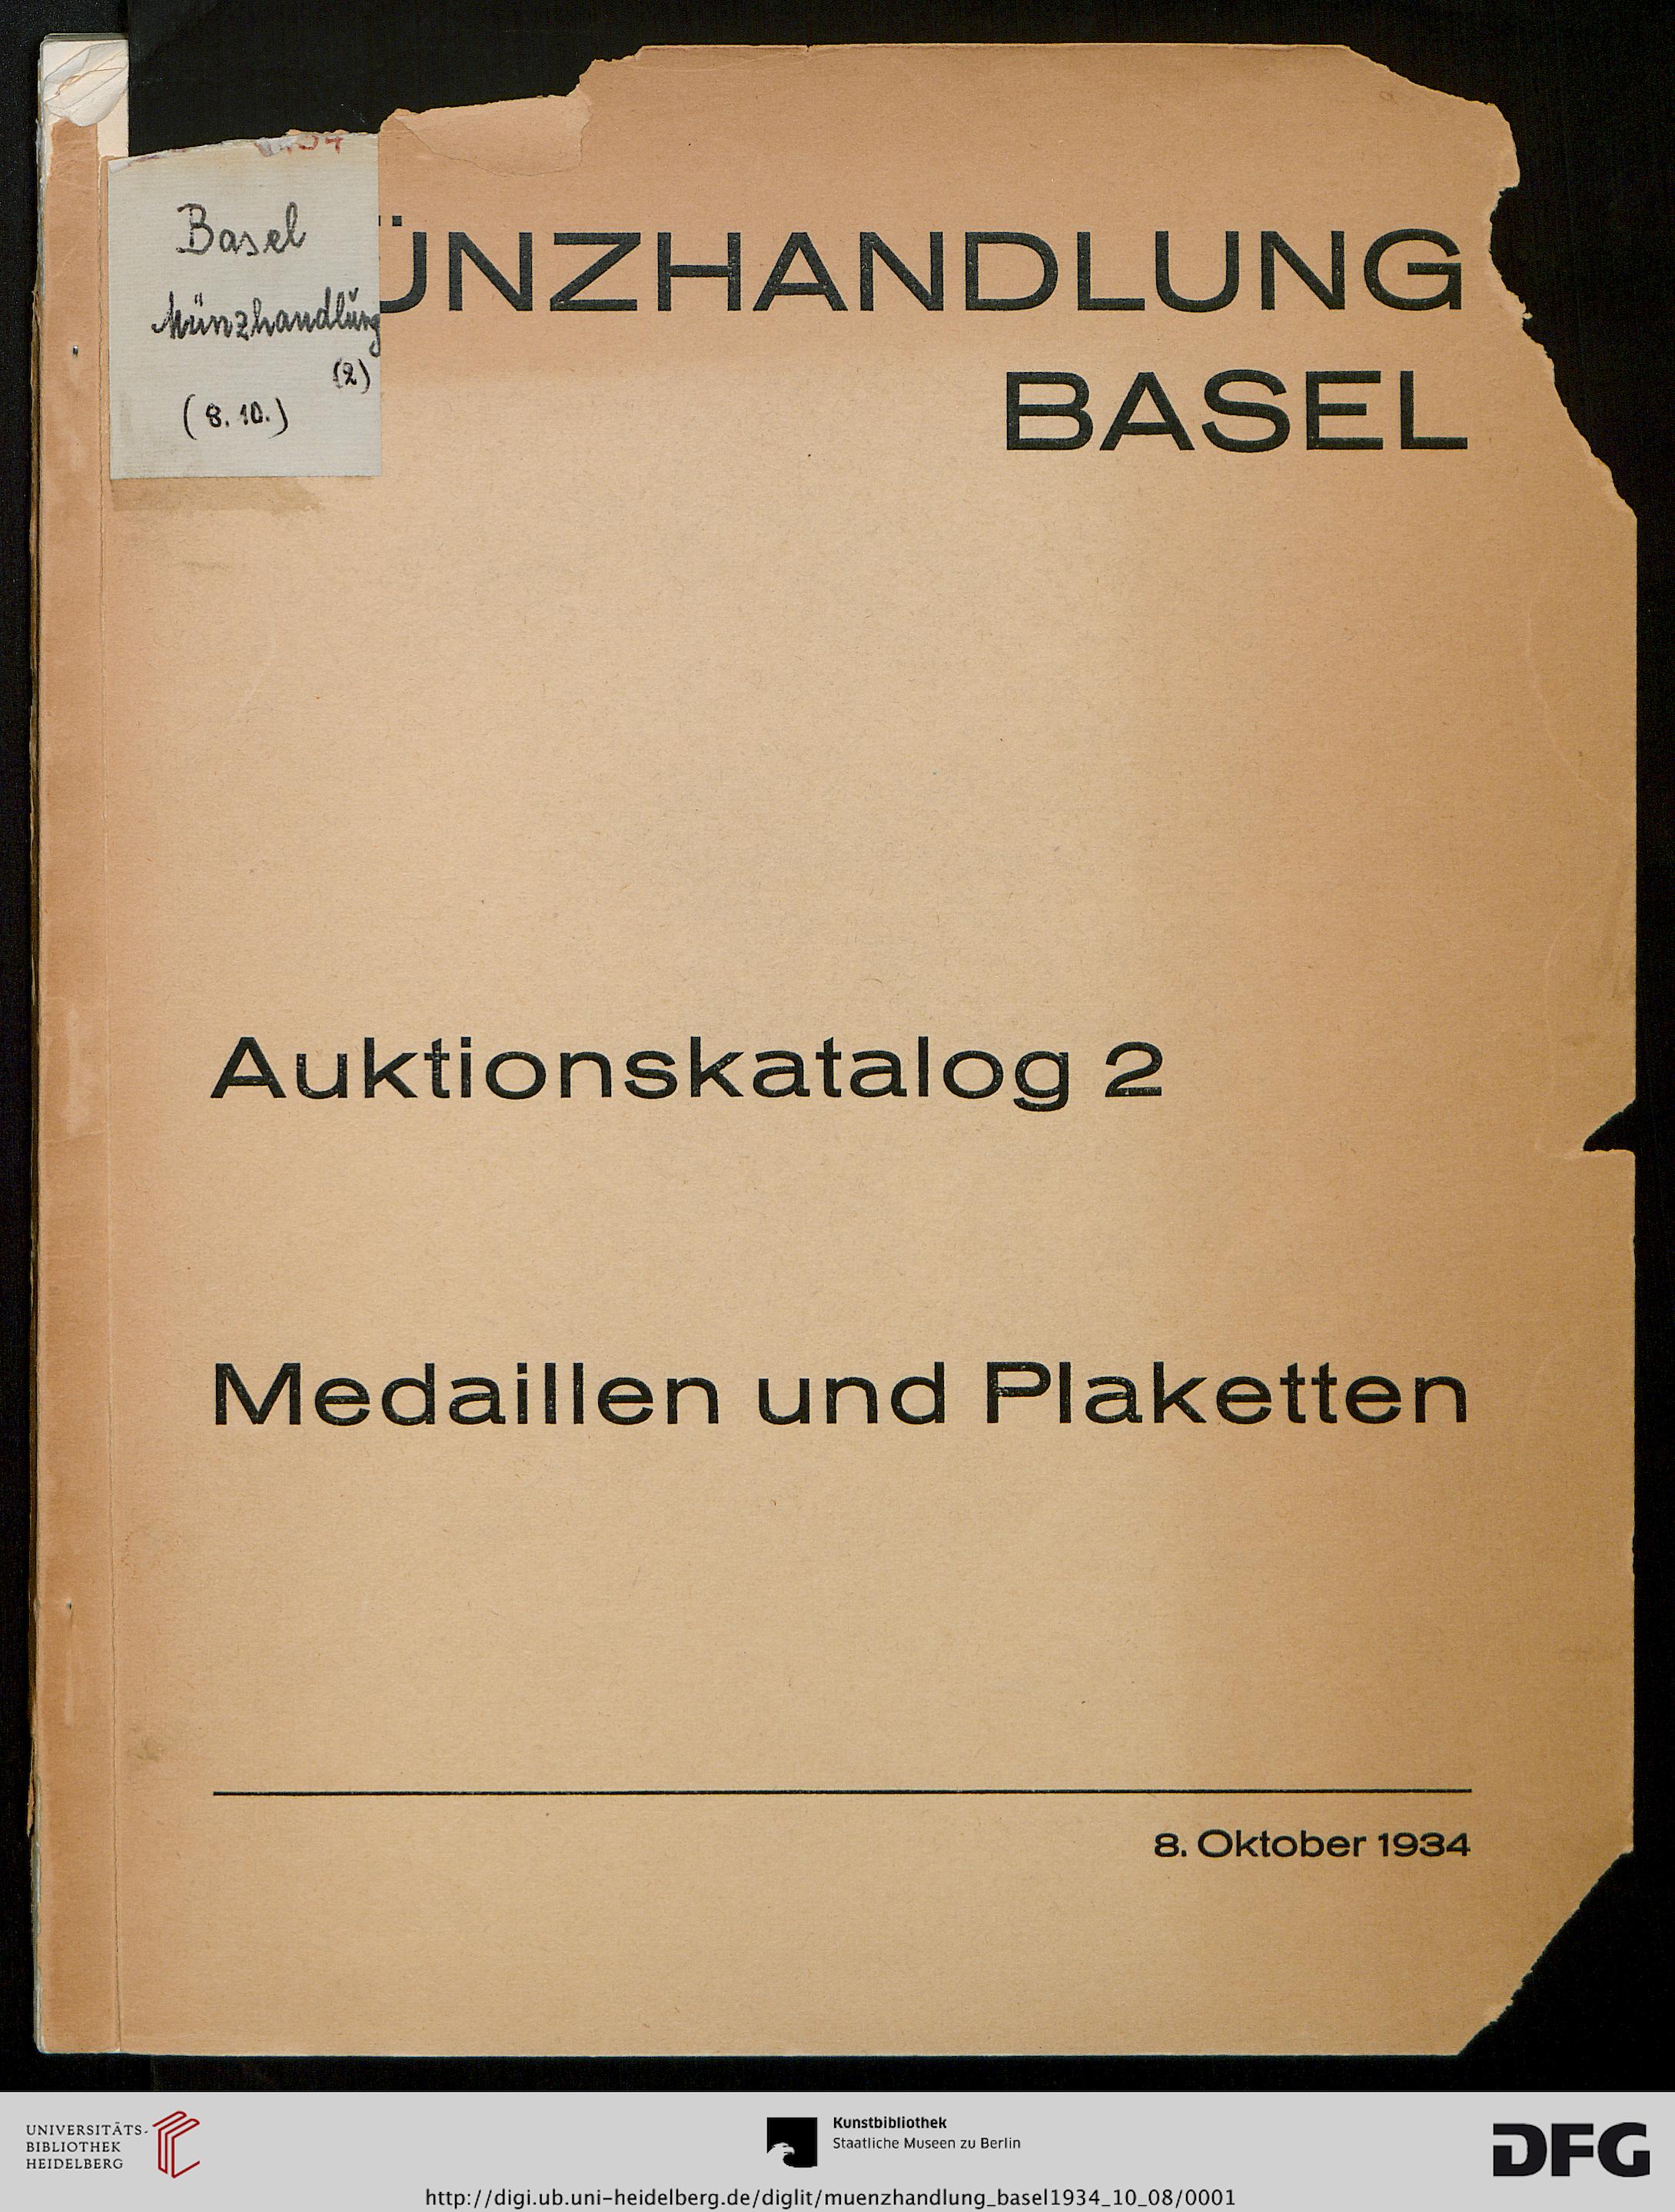 Basel
Münzhandlung
(2)
(8. 10.)
ÜNZHANDLUNG
BASEL
Auktionskatalog 2
Medaillen und Plaketten
8. Oktober 1934
UNIVERSITÄTS-
BIBLIOTHEK
HEIDELBERG
Kunstbibliothek
Staatliche Museen zu Berlin
DFG
http://digi.ub.uni-heidelberg.de/diglit/muenzhandlung_basel1934_10_08/0001